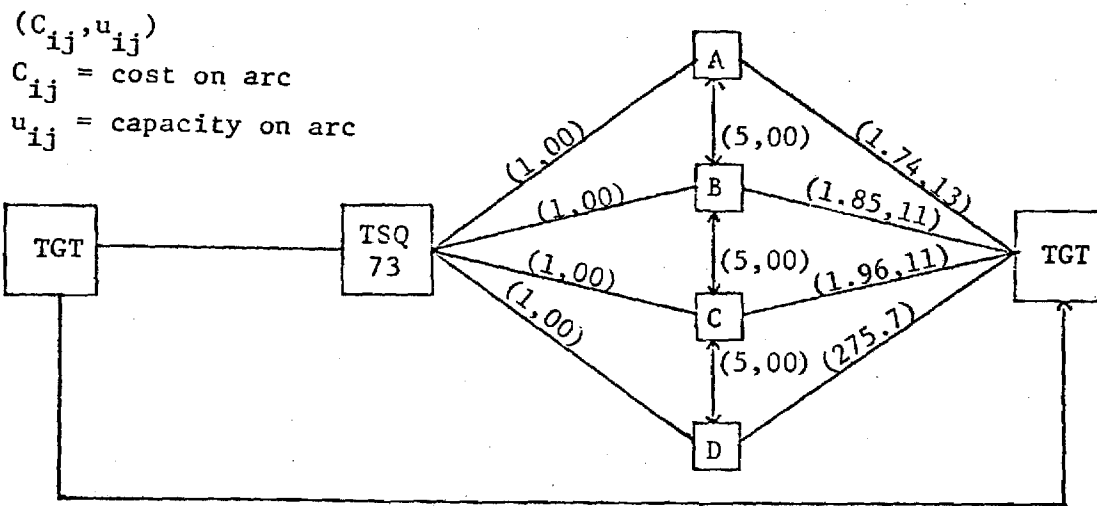 (C_ij,u_ij)
C_ij = cost on arc
u_ij = capacity on arc
A
(1,00)
(5,00)
(1.74,13)
(1,00)
B
(1.85,11)
TGT
TSQ
73
(1,00)
(5,00)
(1.96,11)
TGT
(1,00)
C
(5,00)
(275.7)
D